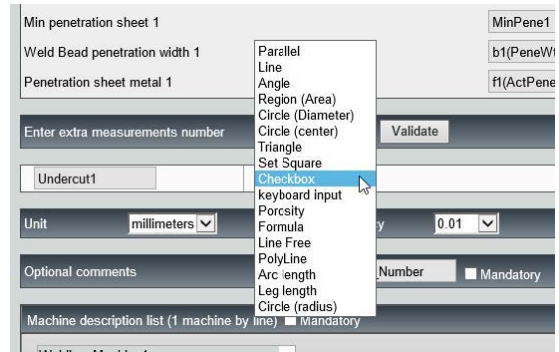 Min penetration sheet 1 MinPene1
Weld Bead penetration width 1 b1(PeneWt
Penetration sheet metal 1 f1(ActPene
Parallel
Line
Angle
Region (Area)
Circle (Diameter)
Circle (center)
Triangle
Set Square
Checkbox
keyboard input
Porcsity
Formula
Line Free
PolyLine
Arc length
Leg length
Circle (radius)
Enter extra measurements number Validate
Undercut1
Unit millimeters y 0.01
Optional comments _Number Mandatory
Machine description list (1 machine by line) Mandatory